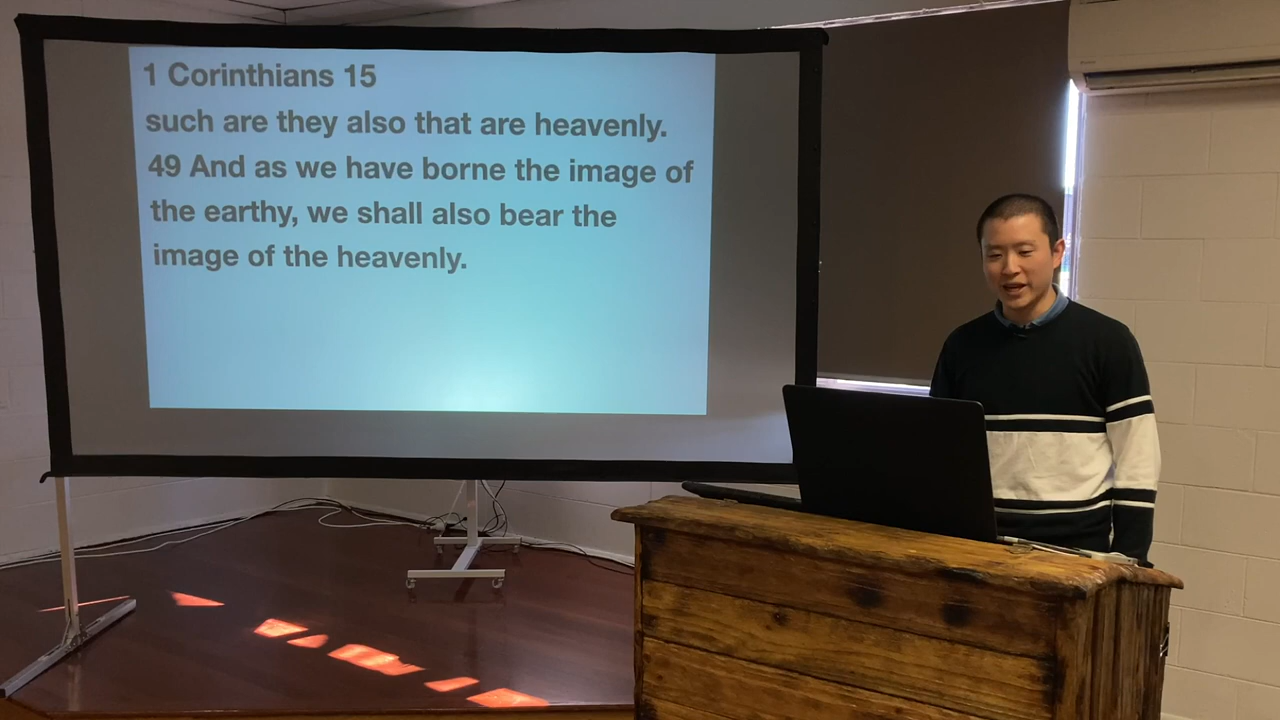 1 Corinthians 15
such are they also that are heavenly.
49 And as we have borne the image of
the earthy, we shall also bear the
image of the heavenly.